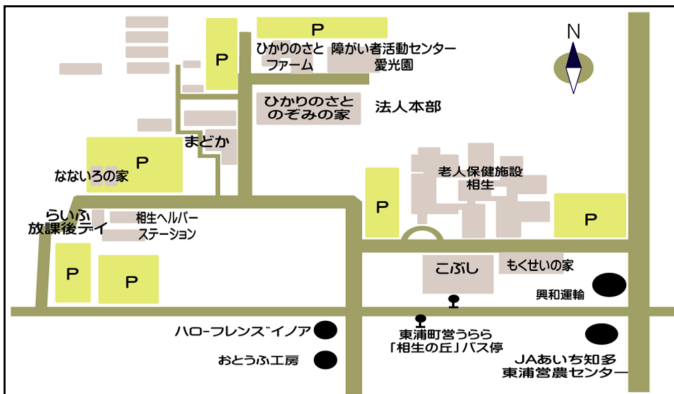 P
P
N
ひかりのさと
ファーム
障がい者活動センター
愛光園
ひかりのさと
のぞみの家
法人本部
まどか
P
なないろの家
老人保健施設
相生
P
P
らいふ
放課後デイ
相生ヘルパー
ステーション
こぶし
もくせいの家
P
P
興和運輸
ハローフレンズﾞイノア
東浦町営うらら
「相生の丘」バス停
おとうふ工房
JAあいち知多
東浦営農センター